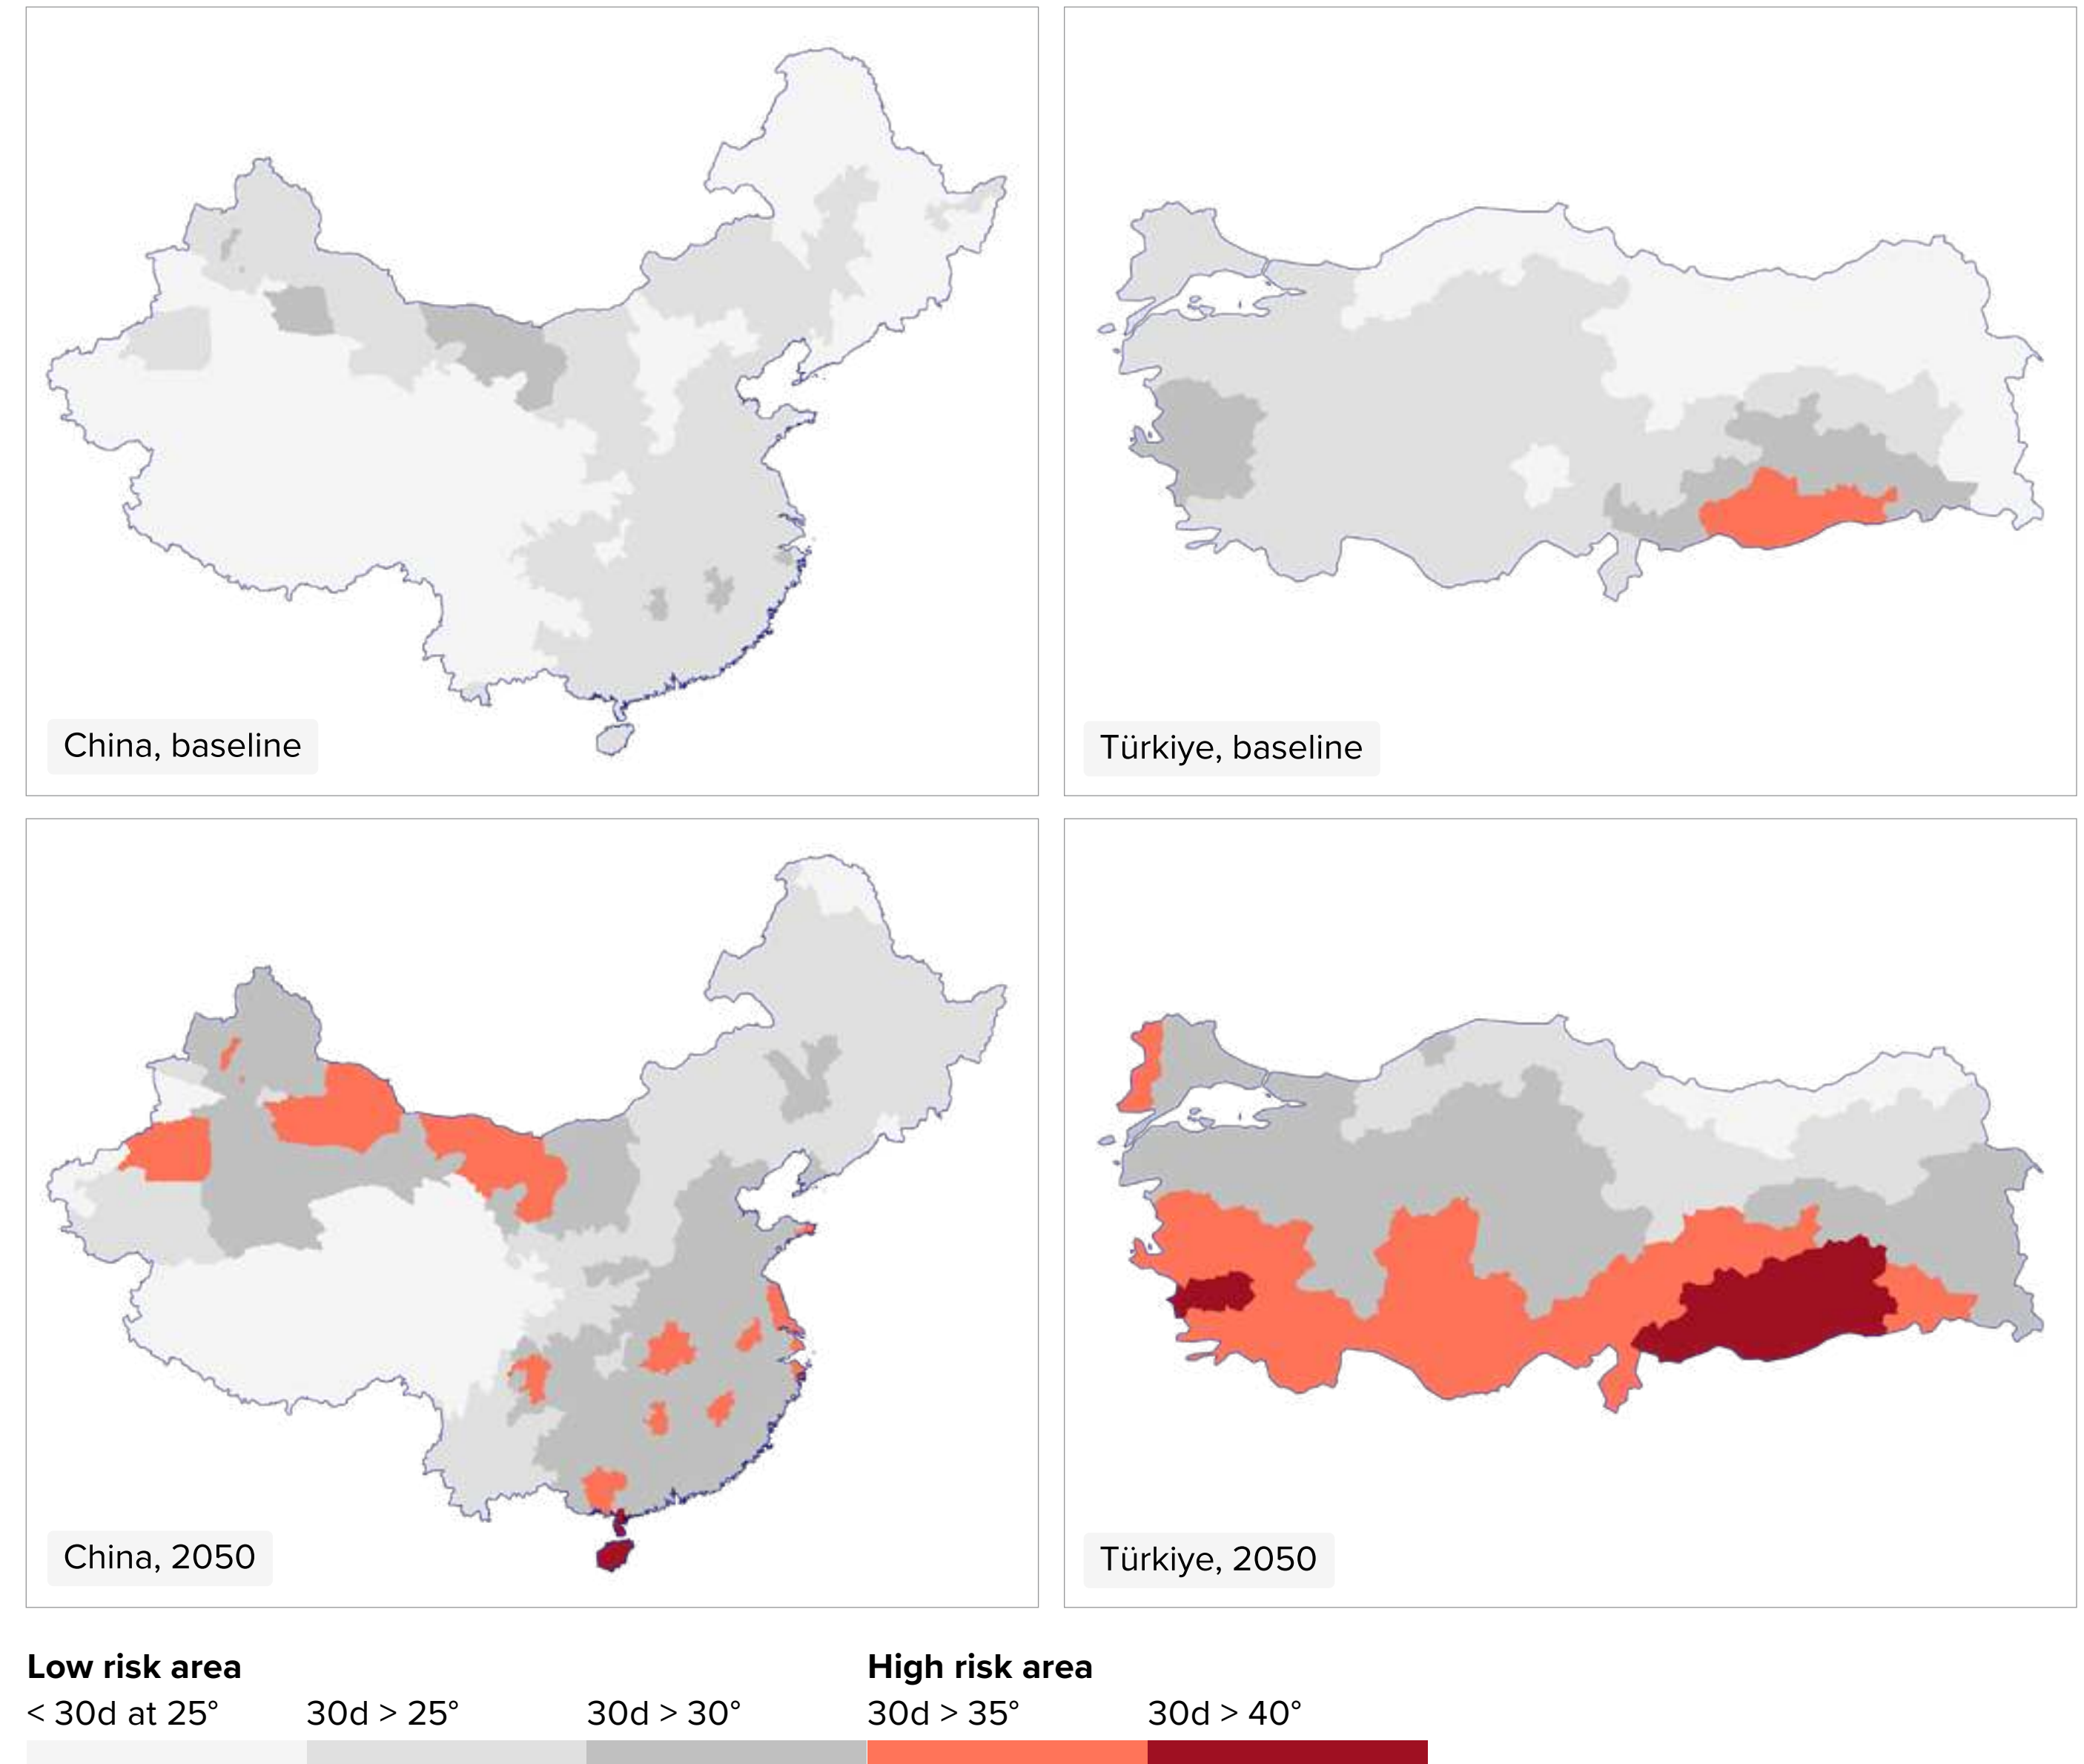 China, baseline
Türkiye, baseline
China, 2050
Türkiye, 2050
Low risk area
High risk area
< 30d at 25°
30d > 25°
30d > 30°
30d > 35°
30d > 40°